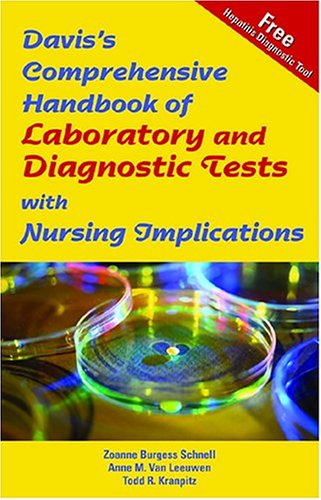 Free
Hepatitis Diagnostic Tool
Davis's
Comprehensive
Handbook of
Laboratory and
Diagnostic Tests
with
Nursing Implications
Zoanne Burgess Schnell
Anne M. Van Leeuwen
Todd R. Kranpitz